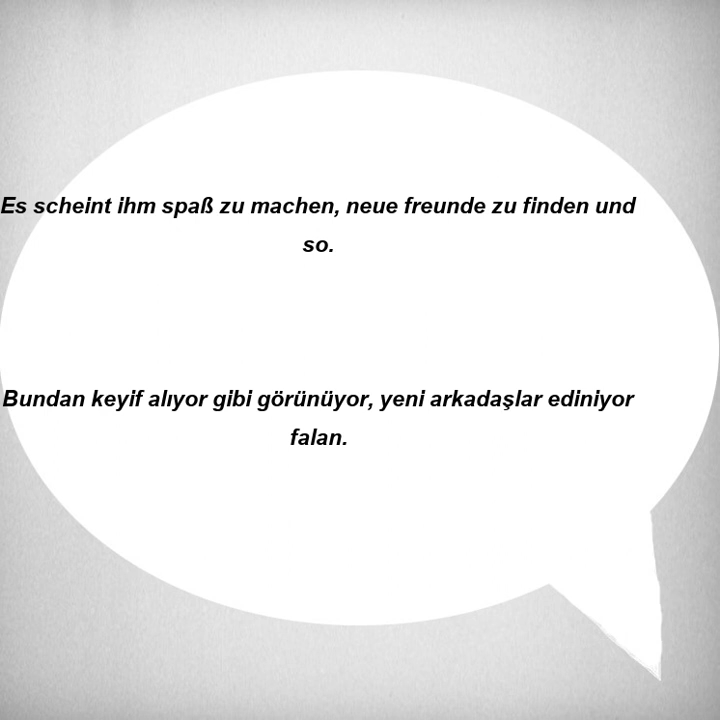 Es scheint ihm spaß zu machen, neue freunde zu finden und
so.
Bundan keyif alıyor gibi görünüyor, yeni arkadaşlar ediniyor
falan.